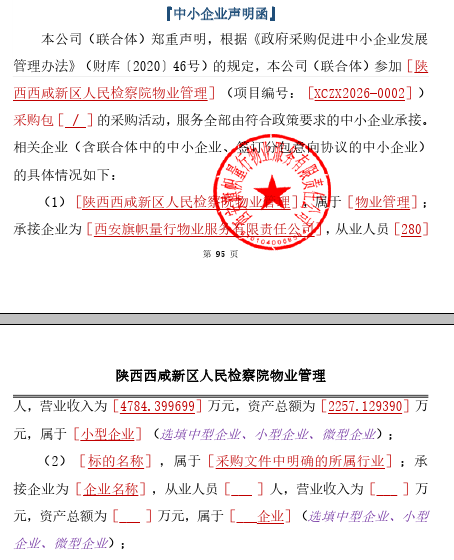 『中小企业声明函』
本公司（联合体）郑重声明，根据《政府采购促进中小企业发展
管理办法》（财库〔2020〕46号）的规定，本公司（联合体）参加［陕
西西咸新区人民检察院物业管理］（项目编号：［XCZX2026-0002］）
采购包［ / ］的采购活动，服务全部由符合政策要求的中小企业承接。
相关企业（含联合体中的中小企业、签订分包意向协议的中小企业）
的具体情况如下：
（1）［陕西西咸新区人民检察院物业管理］，属于［物业管理］；
承接企业为［西安旗帜量行物业服务有限责任公司］，从业人员［280］
第 95 页
陕西西咸新区人民检察院物业管理
人，营业收入为［4784.399699］万元，资产总额为［2257.129390］万
元，属于［小型企业］（选填中型企业、小型企业、微型企业）；
（2）［标的名称］，属于［采购文件中明确的所属行业］；承
接企业为［企业名称］，从业人员［___］人，营业收入为［___］万
元，资产总额为［___］万元，属于［___企业］（选填中型企业、小型
企业、微型企业）；